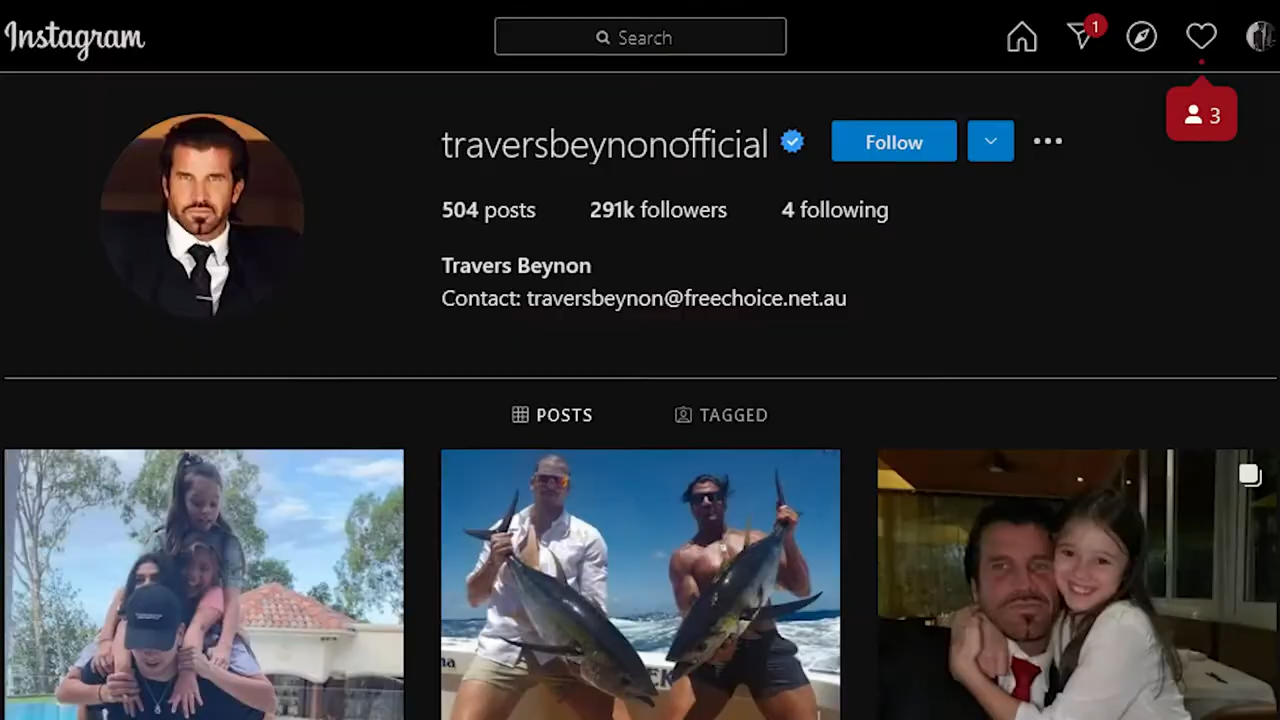 Instagram
Search
1
3
traversbeynonofficial
Follow
504 posts
291k followers
4 following
Travers Beynon
Contact: traversbeynon@freechoice.net.au
POSTS
TAGGED